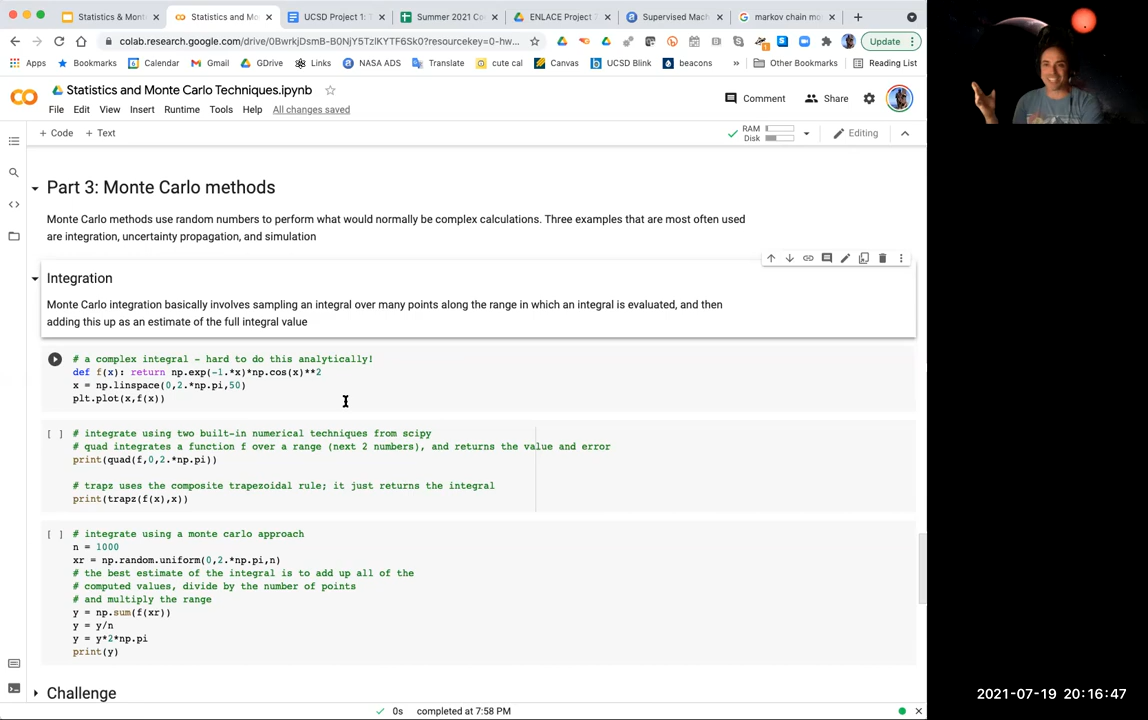 Statistics & Mont
Statistics and Mo
UCSD Project 1: T
Summer 2021 Co
ENLACE Project 7
Supervised Mac
markov chain mo
colab.research.google.com/drive/0BwrkjDsmB-B0NjY5TzlKYTF6Sk0?resourcekey=0-hw...
Update
Apps
Bookmarks
Calendar
Gmail
GDrive
Links
NASA ADS
Translate
cute cal
Canvas
UCSD Blink
beacons
»
Other Bookmarks
Reading List
Statistics and Monte Carlo Techniques.ipynb
Comment
Share
File Edit View Insert Runtime Tools Help All changes saved
+ Code + Text
RAM
Disk
Editing
Part 3: Monte Carlo methods
Monte Carlo methods use random numbers to perform what would normally be complex calculations. Three examples that are most often used
are integration, uncertainty propagation, and simulation
Integration
Monte Carlo integration basically involves sampling an integral over many points along the range in which an integral is evaluated, and then
adding this up as an estimate of the full integral value
# a complex integral - hard to do this analytically!
def f(x): return np.exp(-1.*x)*np.cos(x)**2
x = np.linspace(0,2.*np.pi,50)
plt.plot(x,f(x))
[ ] # integrate using two built-in numerical techniques from scipy
# quad integrates a function f over a range (next 2 numbers), and returns the value and error
print(quad(f,0,2.*np.pi))
# trapz uses the composite trapezoidal rule; it just returns the integral
print(trapz(f(x),x))
[ ] # integrate using a monte carlo approach
n = 1000
xr = np.random.uniform(0,2.*np.pi,n)
# the best estimate of the integral is to add up all of the
# computed values, divide by the number of points
# and multiply the range
y = np.sum(f(xr))
y = y/n
y = y*2*np.pi
print(y)
Challenge
0s completed at 7:58 PM
2021-07-19 20:16:47